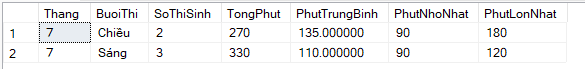 Thang BuoiThi SoThiSinh TongPhut PhutTrungBinh PhutNhoNhat PhutLonNhat
1 7 Chiều 2 270 135.000000 90 180
2 7 Sáng 3 330 110.000000 90 120